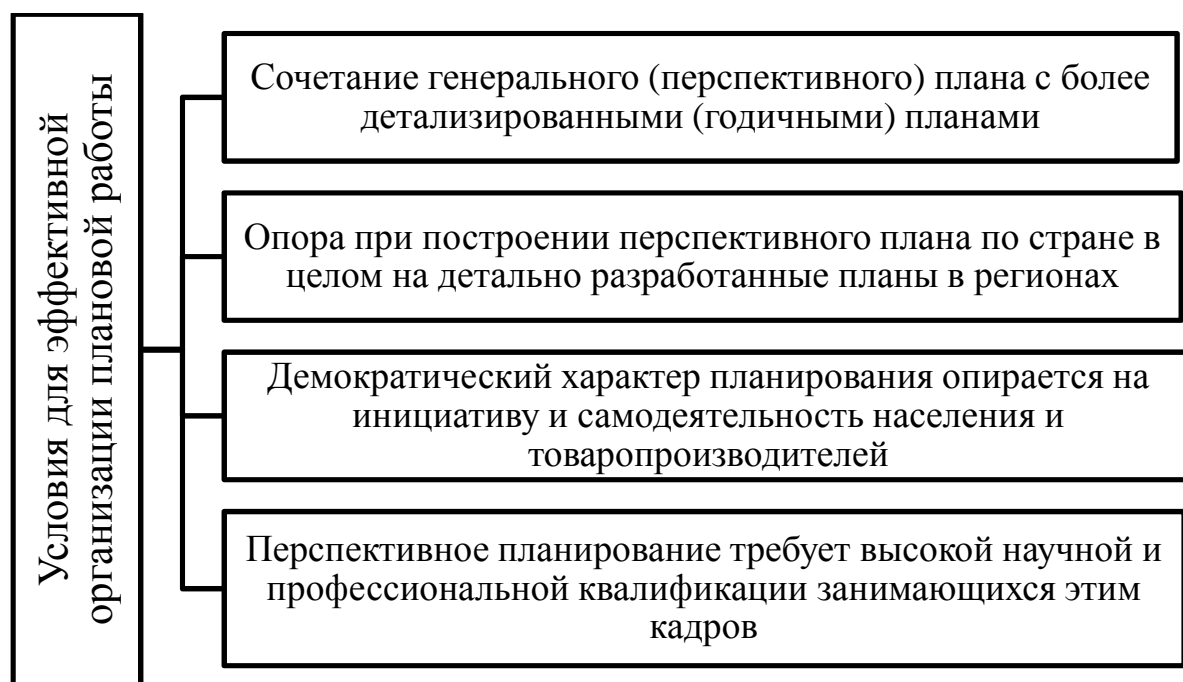 Условия для эффективной
организации плановой работы
Сочетание генерального (перспективного) плана с более
детализированными (годичными) планами
Опора при построении перспективного плана по стране в
целом на детально разработанные планы в регионах
Демократический характер планирования опирается на
инициативу и самодеятельность населения и
товаропроизводителей
Перспективное планирование требует высокой научной и
профессиональной квалификации занимающихся этим
кадров